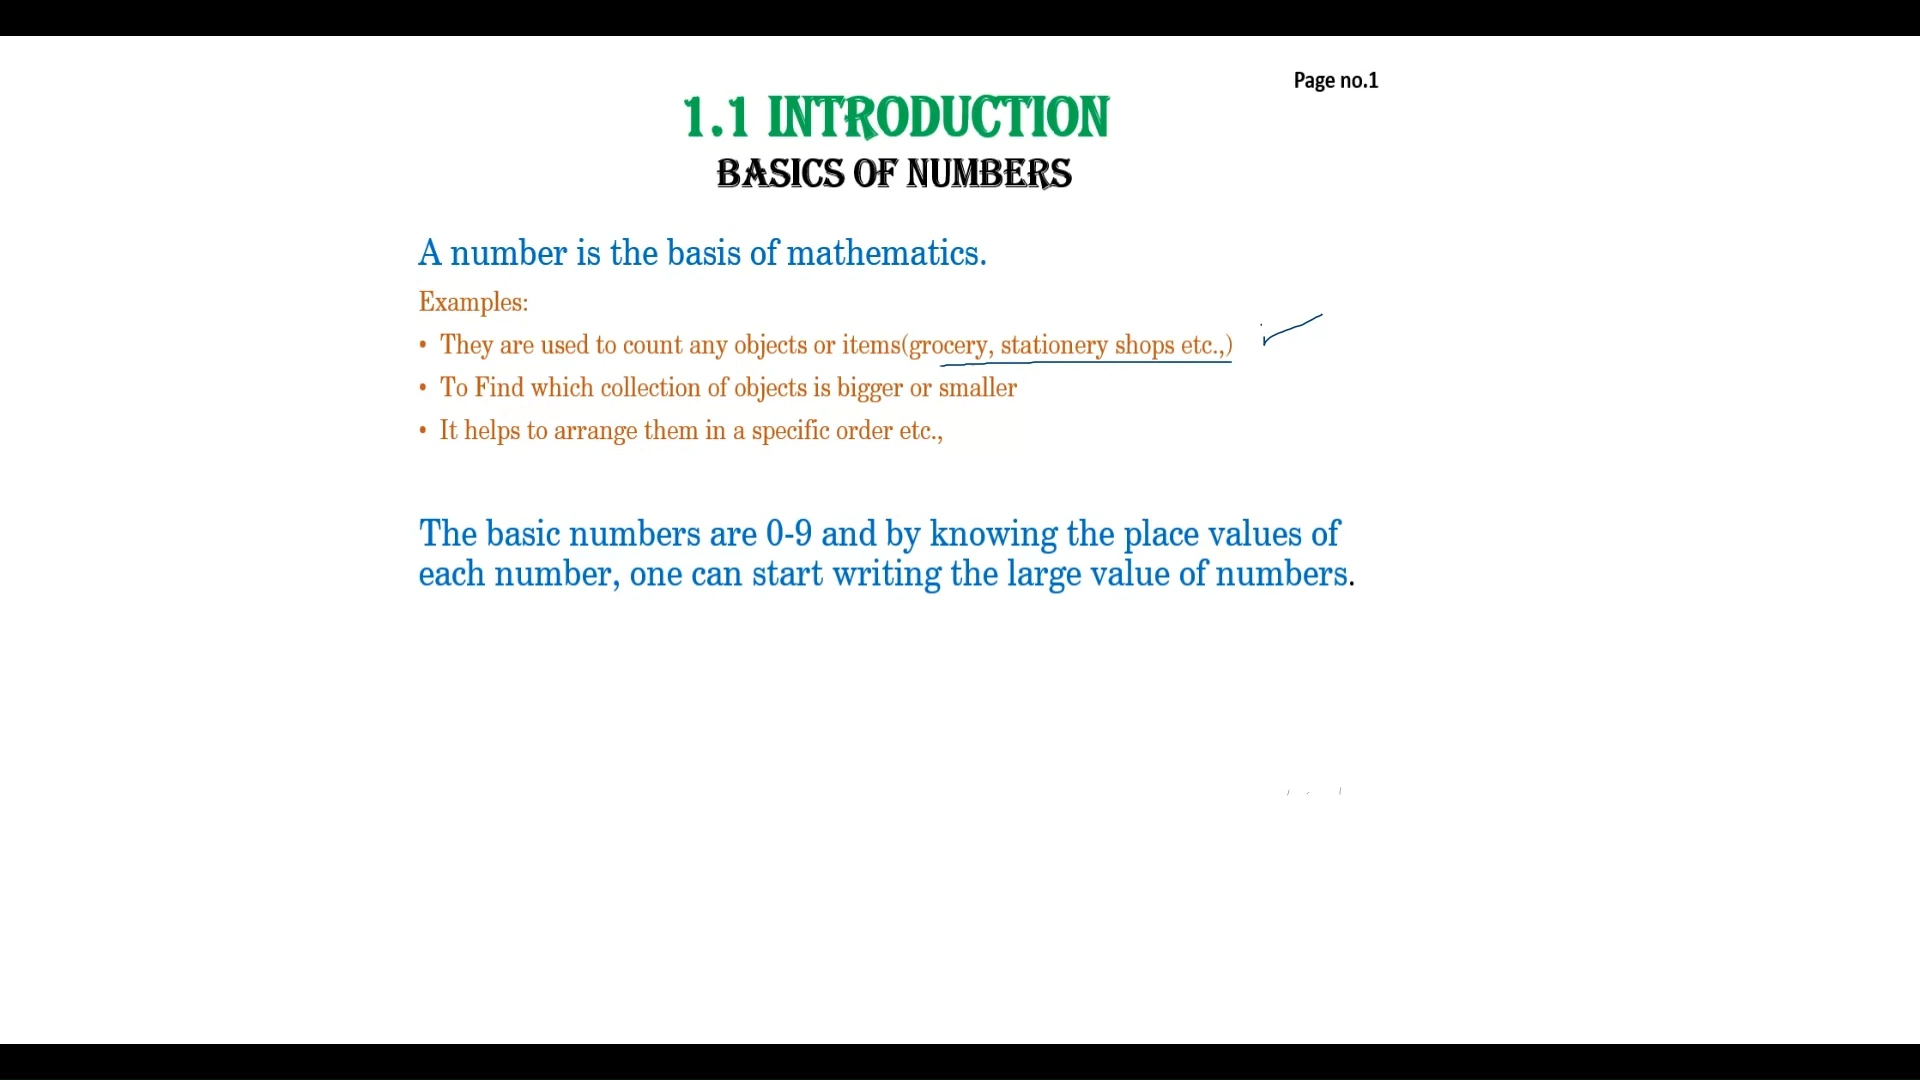 Page no.1
1.1 INTRODUCTION
BASICS OF NUMBERS
A number is the basis of mathematics.
Examples:
• They are used to count any objects or items(grocery, stationery shops etc.,)
• To Find which collection of objects is bigger or smaller
• It helps to arrange them in a specific order etc.,
The basic numbers are 0-9 and by knowing the place values of
each number, one can start writing the large value of numbers.